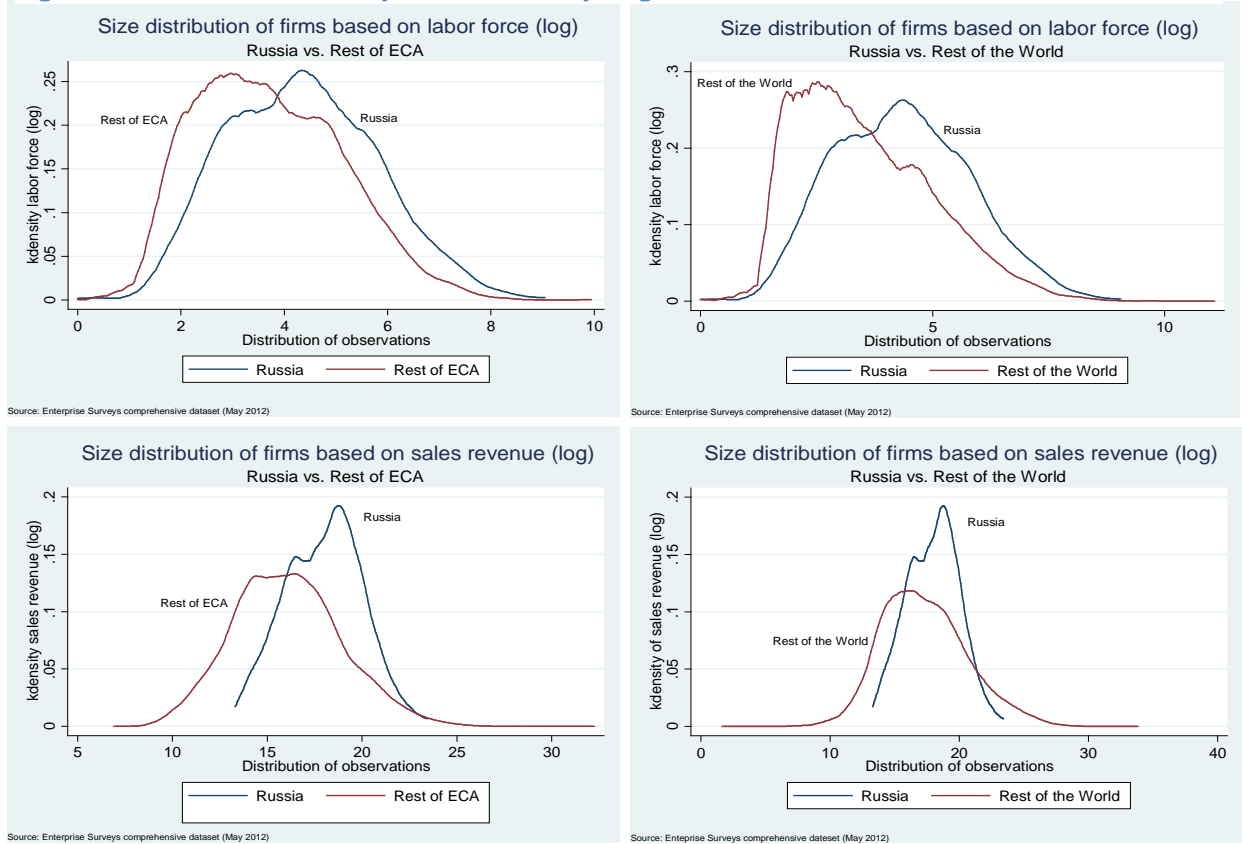 Size distribution of firms based on labor force (log)
Russia vs. Rest of ECA
kdensity labor force (log)
0 .05 .1 .15 .2 .25
Rest of ECA
Russia
0 2 4 6 8 10
Distribution of observations
Russia Rest of ECA
Source: Enterprise Surveys comprehensive dataset (May 2012)
Size distribution of firms based on labor force (log)
Russia vs. Rest of the World
kdensity labor force (log)
0 .1 .2 .3
Rest of the World
Russia
0 5 10
Distribution of observations
Russia Rest of the World
Source: Enterprise Surveys comprehensive dataset (May 2012)
Size distribution of firms based on sales revenue (log)
Russia vs. Rest of ECA
kdensity sales revenue (log)
0 .05 .1 .15 .2
Russia
Rest of ECA
5 10 15 20 25 30
Distribution of observations
Russia Rest of ECA
Source: Enterprise Surveys comprehensive dataset (May 2012)
Size distribution of firms based on sales revenue (log)
Russia vs. Rest of the World
kdensity of sales revenue (log)
0 .05 .1 .15 .2
Russia
Rest of the World
0 10 20 30 40
Distribution of observations
Russia Rest of the World
Source: Enterprise Surveys comprehensive dataset (May 2012)